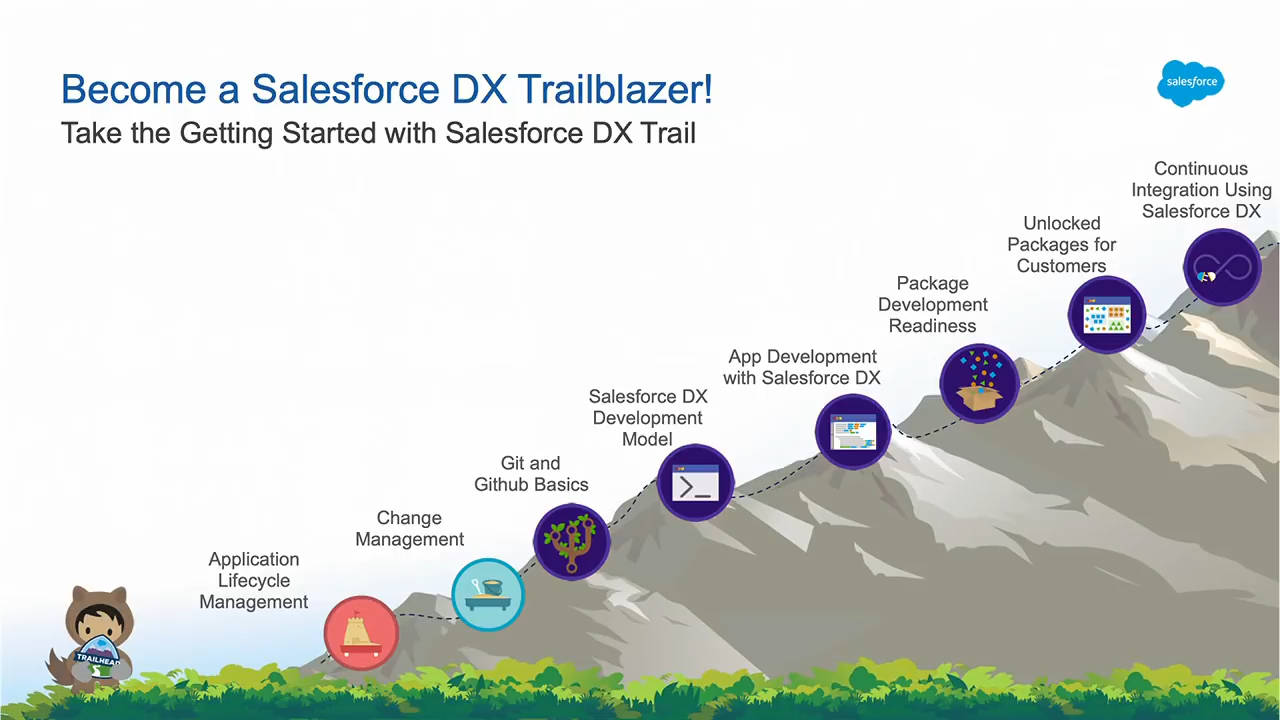 Become a Salesforce DX Trailblazer!
Take the Getting Started with Salesforce DX Trail
salesforce
Continuous
Integration Using
Salesforce DX
Unlocked
Packages for
Customers
Package
Development
Readiness
App Development
with Salesforce DX
Salesforce DX
Development
Model
Git and
Github Basics
Change
Management
Application
Lifecycle
Management
TRAILHEAD